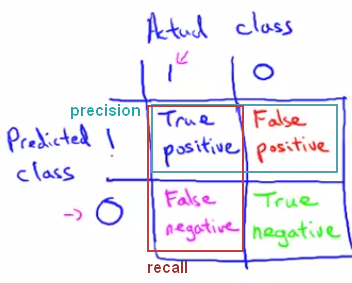 Actual class
1 0
precision
True positive False positive
Predicted 1
class
0 False negative True negative
recall